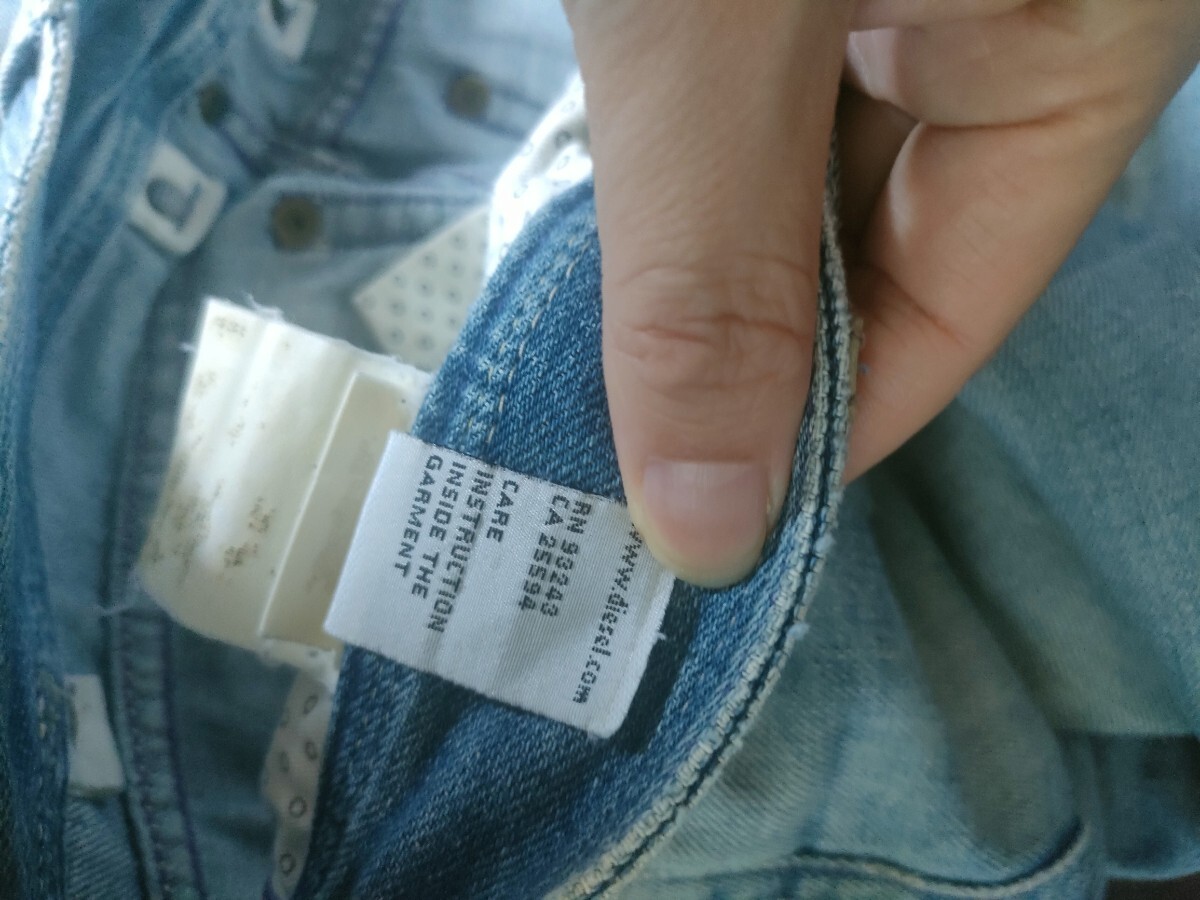 www.diesel.com
RN 93243
CA 25594
CARE
INSTRUCTION
INSIDE THE
GARMENT